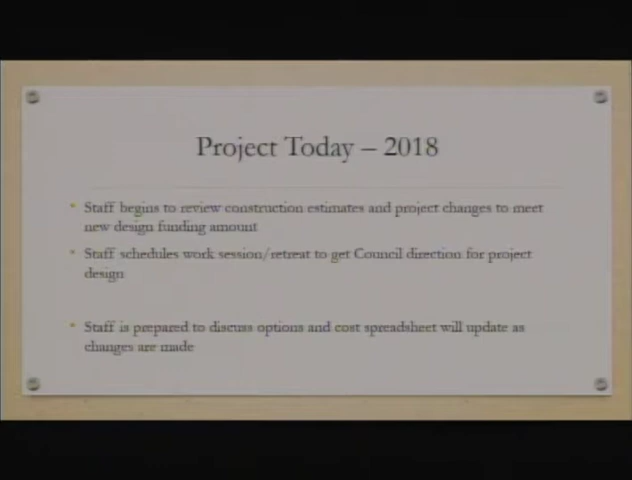 Project Today – 2018
• Staff begins to review construction estimates and project changes to meet
new design funding amount
• Staff schedules work session/retreat to get Council direction for project
design
• Staff is prepared to discuss options and cost spreadsheet will update as
changes are made